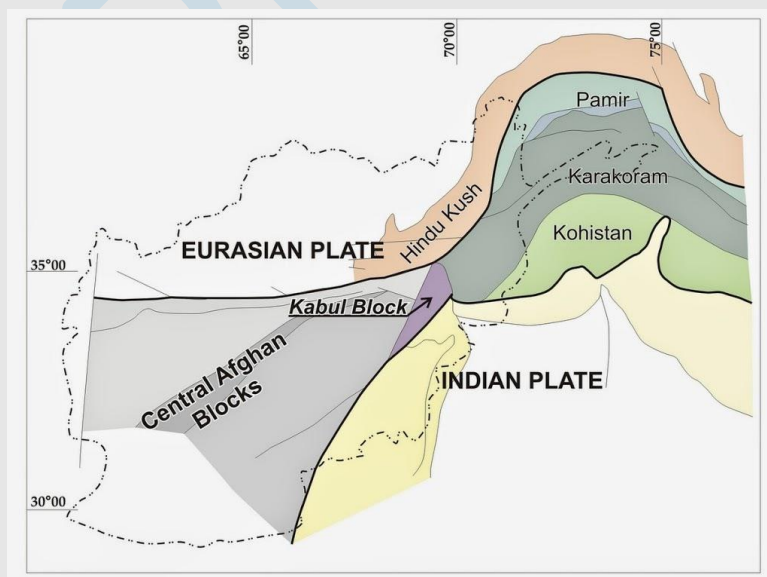 65°00
70°00
75°00
Pamir
Karakoram
Hindu Kush
Kohistan
EURASIAN PLATE
35°00
Kabul Block
Central Afghan
Blocks
INDIAN PLATE
30°00